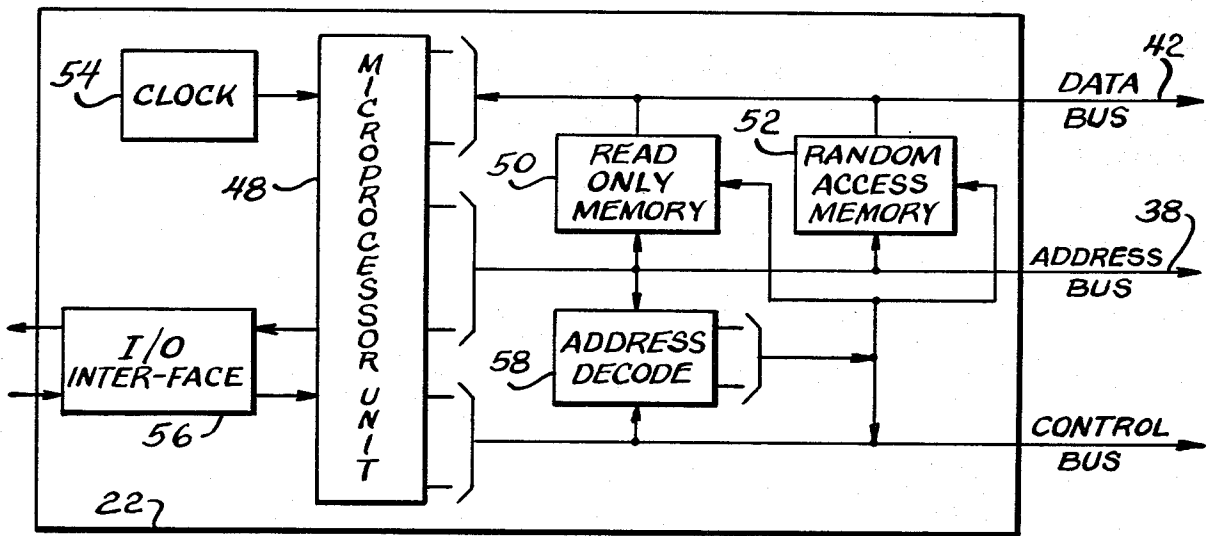 54
CLOCK
48
MICROPROCESSOR UNIT
I/O
INTER-FACE
56
22
50
READ
ONLY
MEMORY
52
RANDOM
ACCESS
MEMORY
58
ADDRESS
DECODE
DATA
BUS
42
ADDRESS
BUS
38
CONTROL
BUS